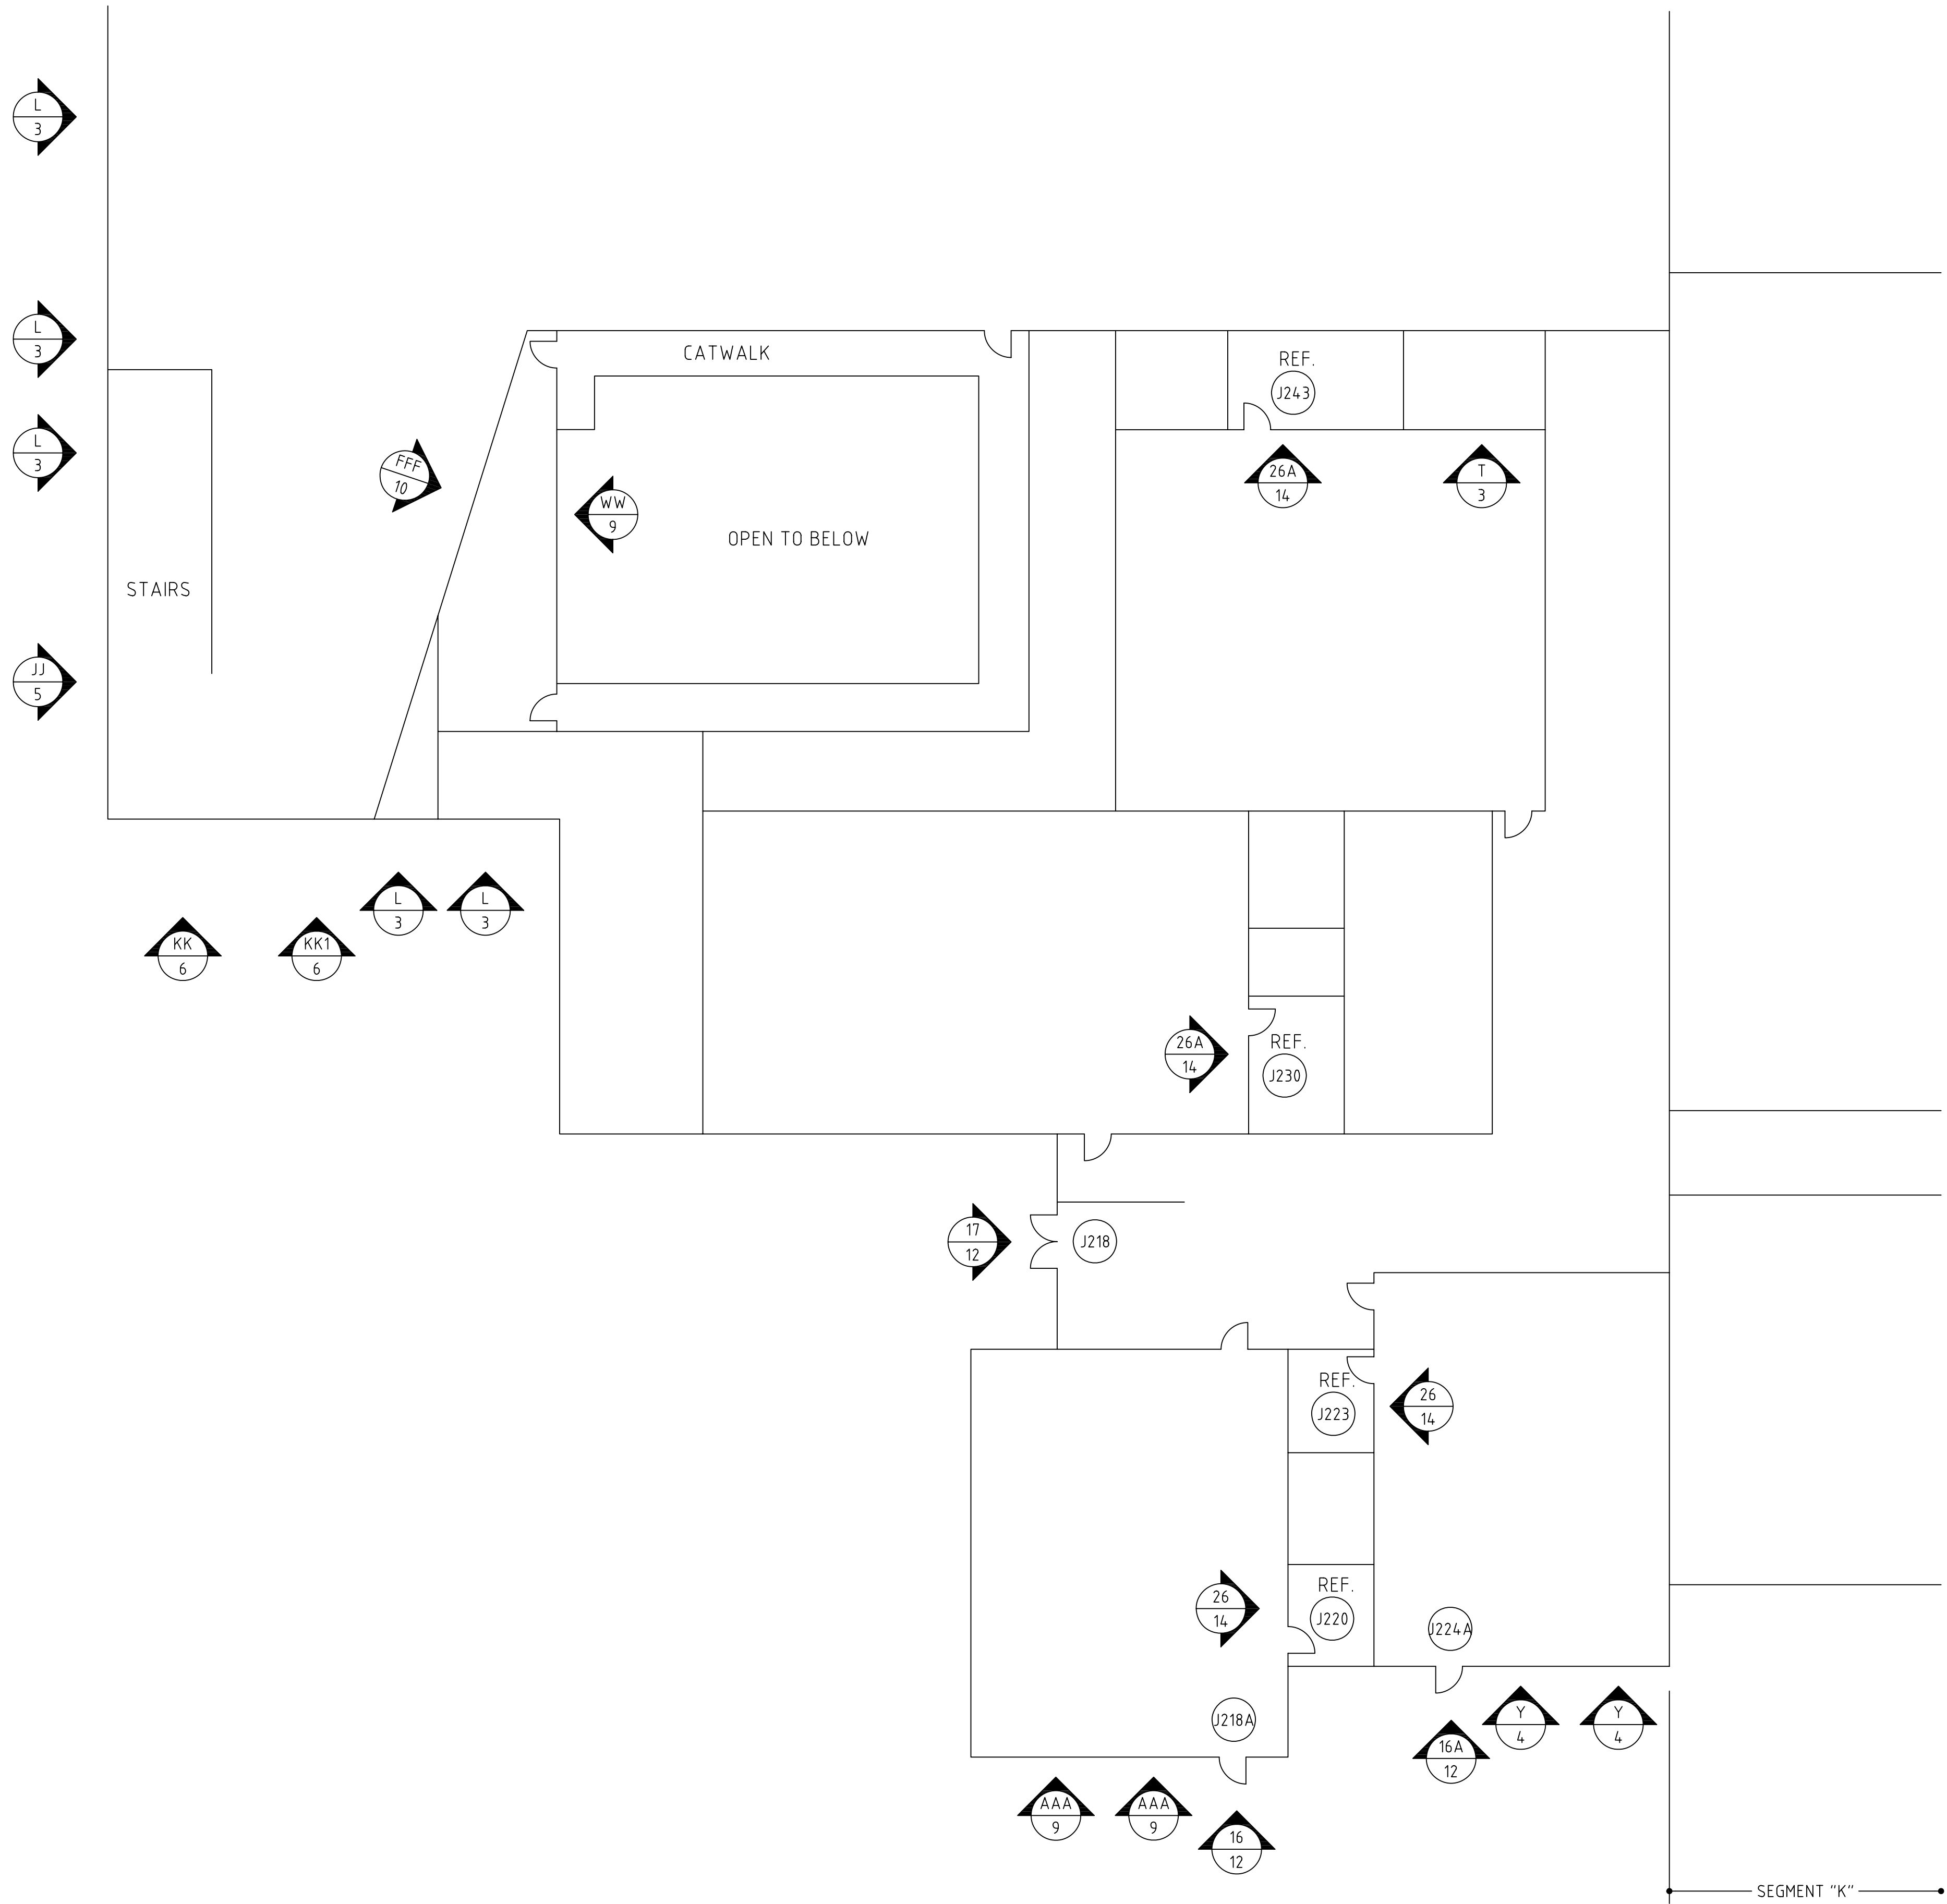 L
3
L
3
CATWALK
REF.
J243
L
3
FFF
10
26A
14
T
3
WW
9
OPEN TO BELOW
STAIRS
JJ
5
L
3
L
3
KK
6
KK1
6
26A
14
REF.
J230
17
12
J218
REF.
J223
26
14
26
14
REF.
J220
J224A
J218A
Y
4
Y
4
16A
12
AAA
9
AAA
9
16
12
SEGMENT "K"